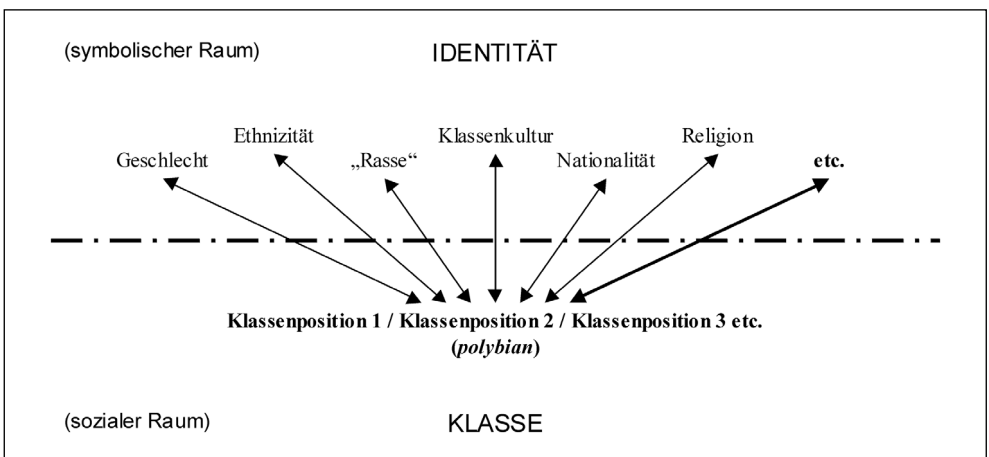 (symbolischer Raum) IDENTITÄT
Ethnizität Klassenkultur Religion
Geschlecht „Rasse“ Nationalität etc.
Klassenposition 1 / Klassenposition 2 / Klassenposition 3 etc.
(polybian)
(sozialer Raum) KLASSE